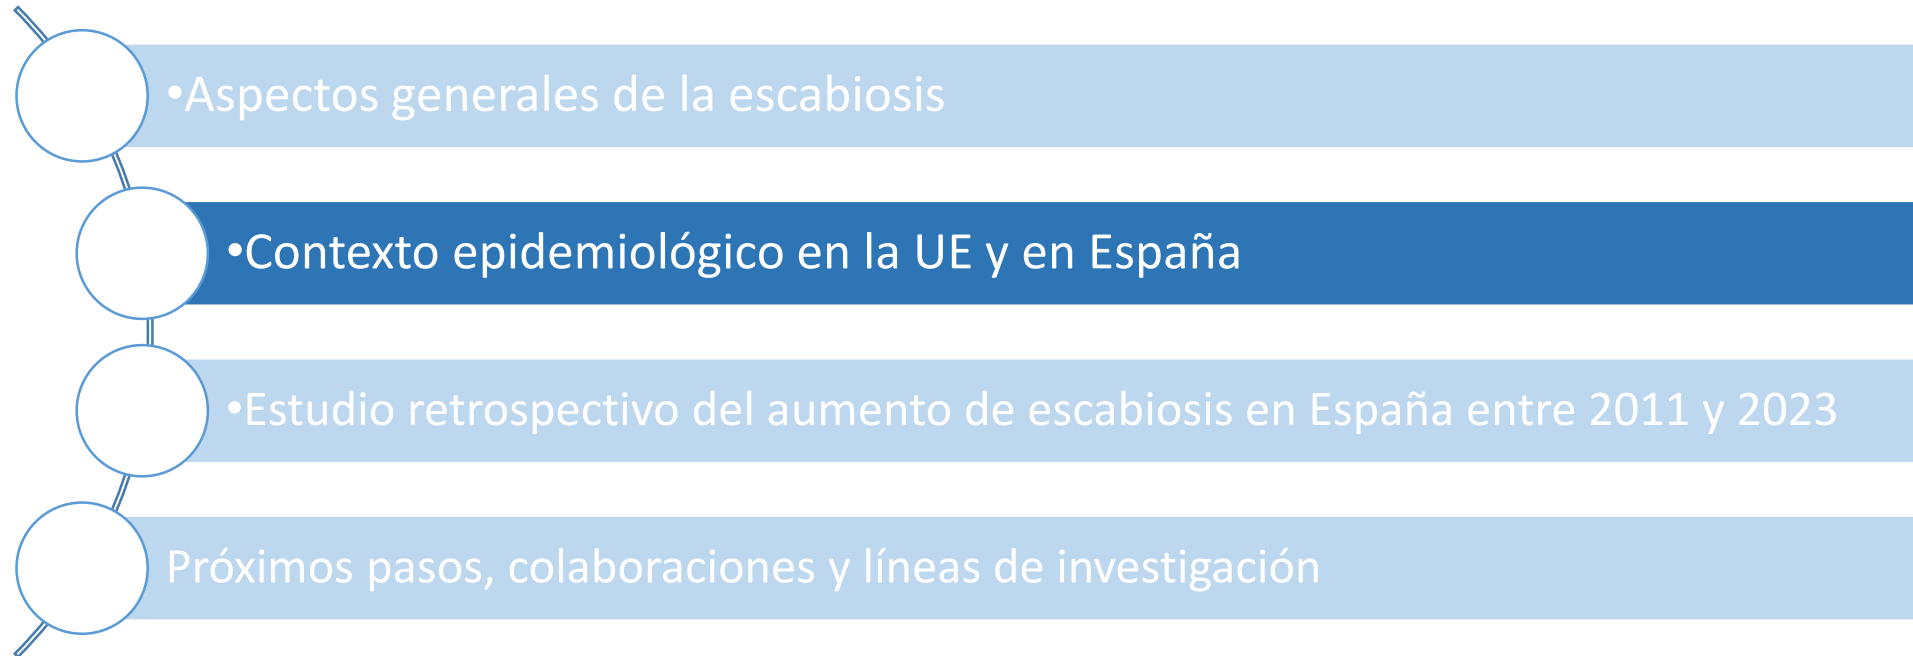 •Aspectos generales de la escabiosis
•Contexto epidemiológico en la UE y en España
•Estudio retrospectivo del aumento de escabiosis en España entre 2011 y 2023
Próximos pasos, colaboraciones y líneas de investigación